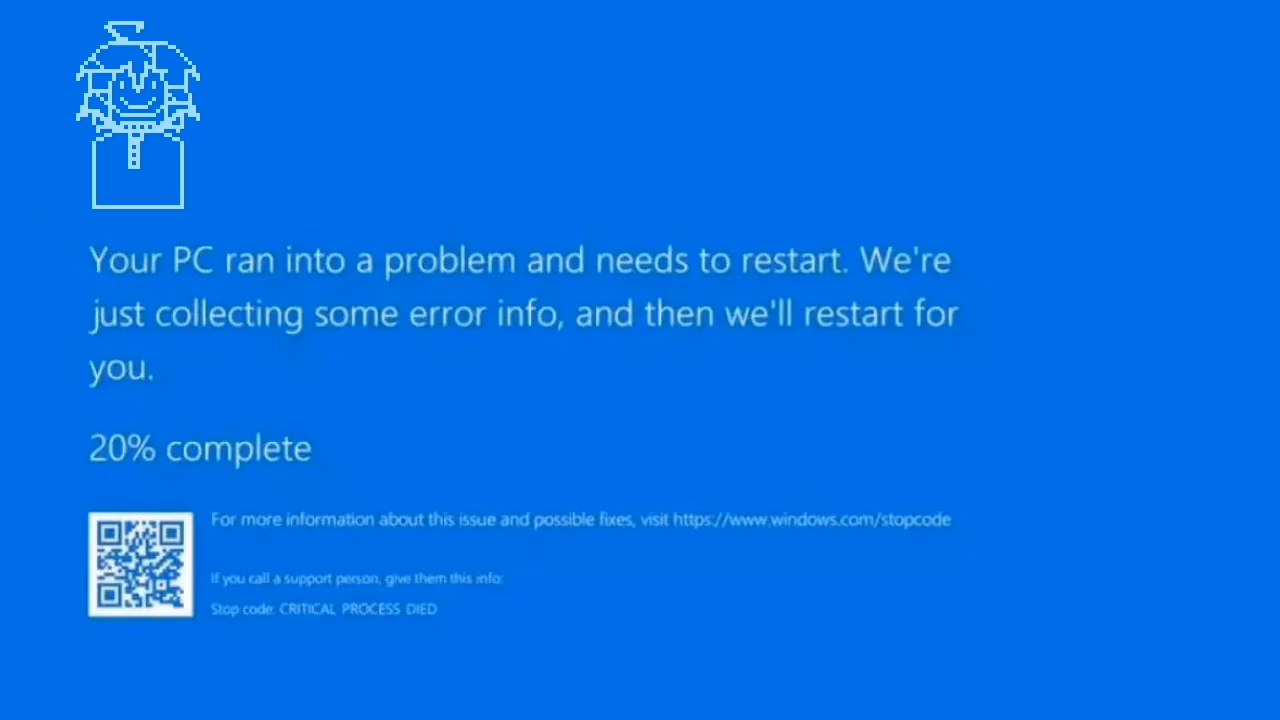 Your PC ran into a problem and needs to restart. We're
just collecting some error info, and then we'll restart for
you.
20% complete
For more information about this issue and possible fixes, visit https://www.windows.com/stopcode
If you call a support person, give them this info:
Stop code: CRITICAL PROCESS DIED